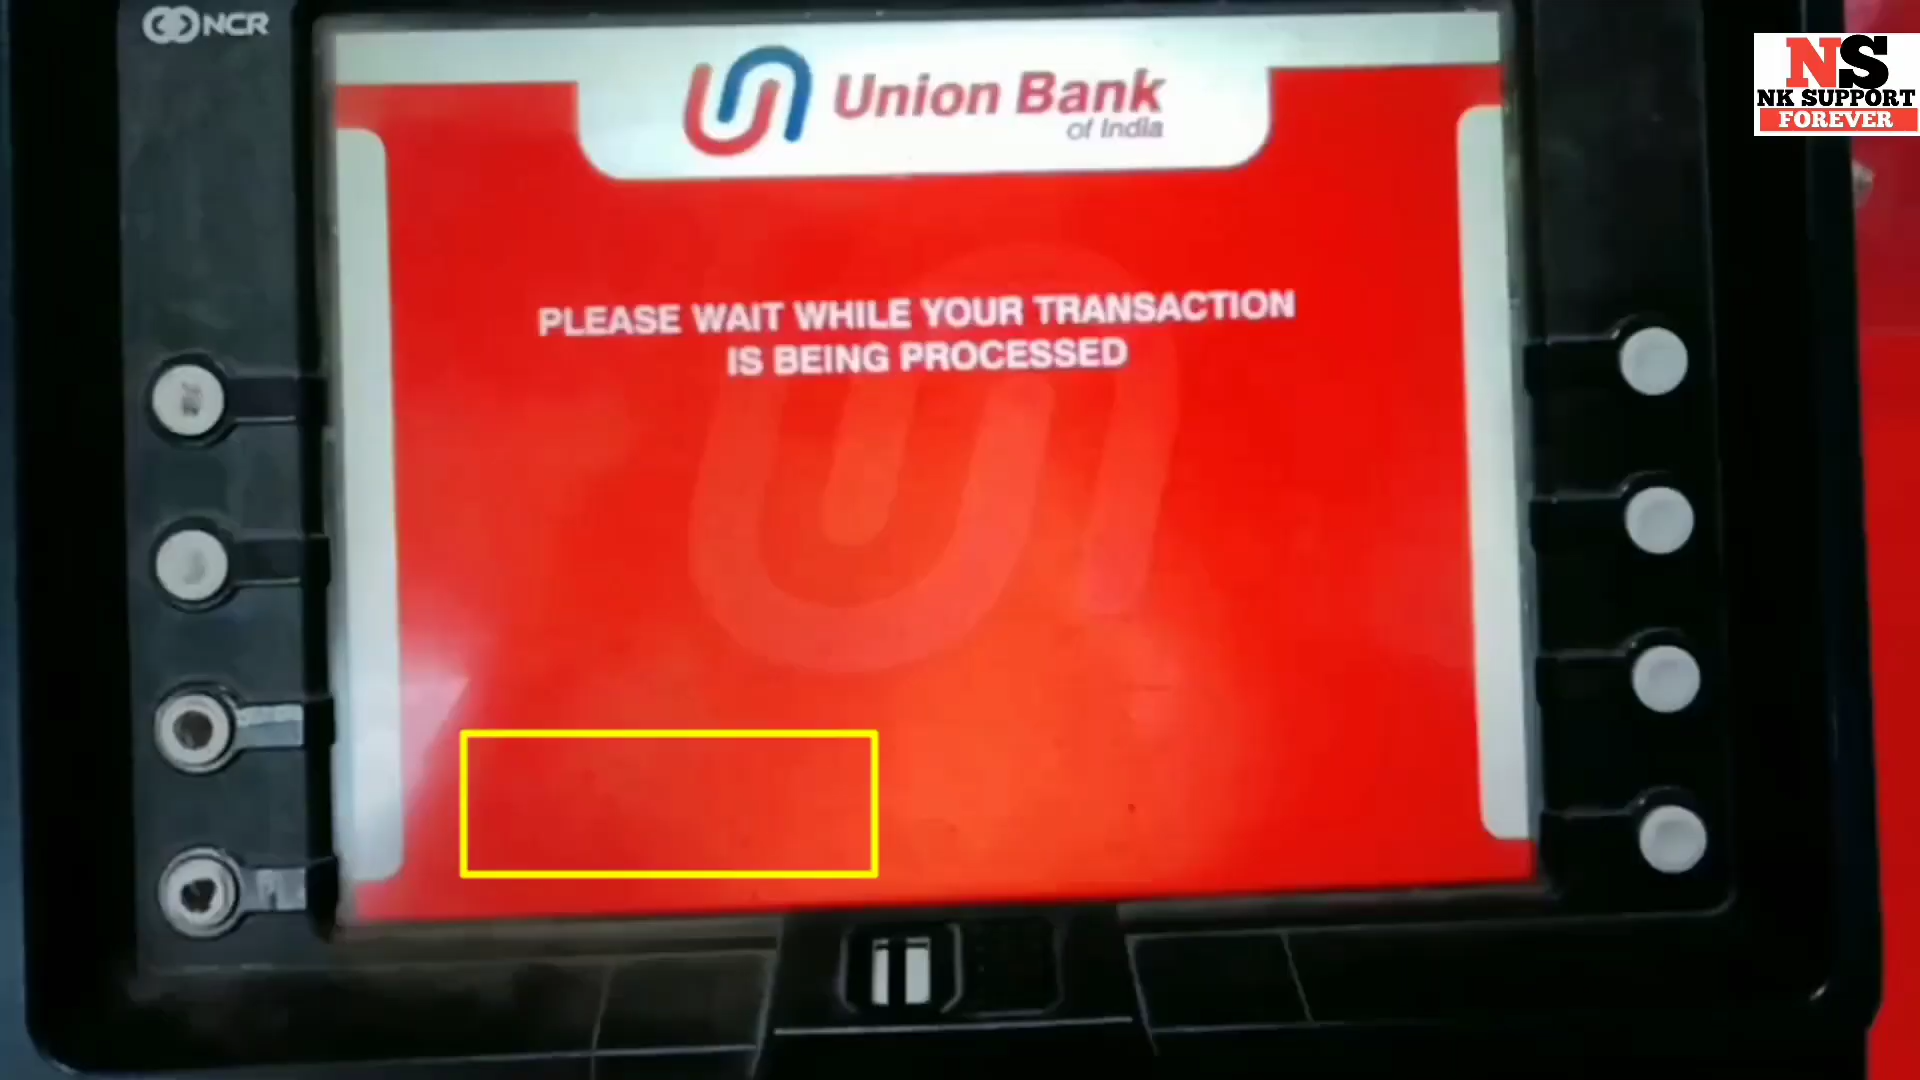 NCR
Union Bank
of India
NS
NK SUPPORT
FOREVER
PLEASE WAIT WHILE YOUR TRANSACTION
IS BEING PROCESSED